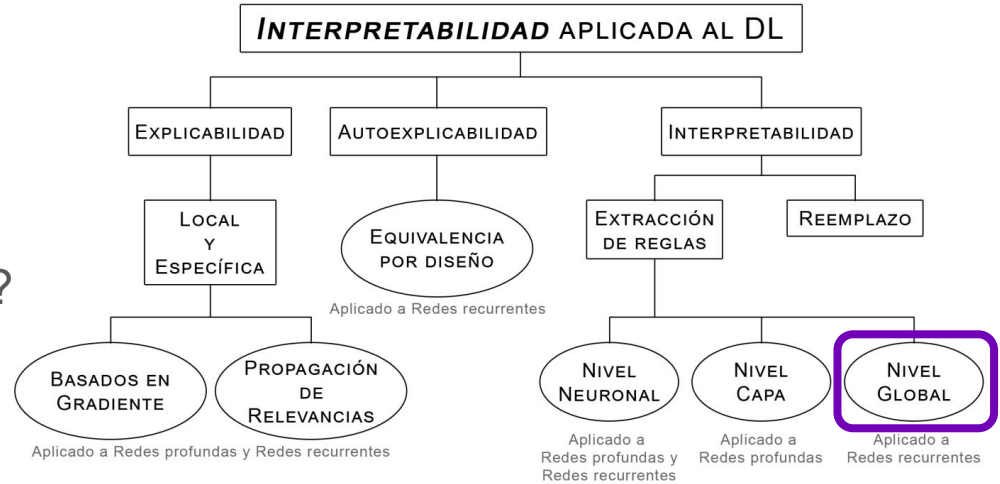 INTERPRETABILIDAD APLICADA AL DL
EXPLICABILIDAD
AUTOEXPLICABILIDAD
INTERPRETABILIDAD
LOCAL
Y
ESPECÍFICA
EQUIVALENCIA
POR DISEÑO
Aplicado a Redes recurrentes
EXTRACCIÓN
DE REGLAS
REEMPLAZO
?
BASADOS EN
GRADIENTE
PROPAGACIÓN
DE
RELEVANCIAS
Aplicado a Redes profundas y Redes recurrentes
NIVEL
NEURONAL
Aplicado a
Redes profundas y
Redes recurrentes
NIVEL
CAPA
Aplicado a
Redes profundas
NIVEL
GLOBAL
Aplicado a
Redes recurrentes